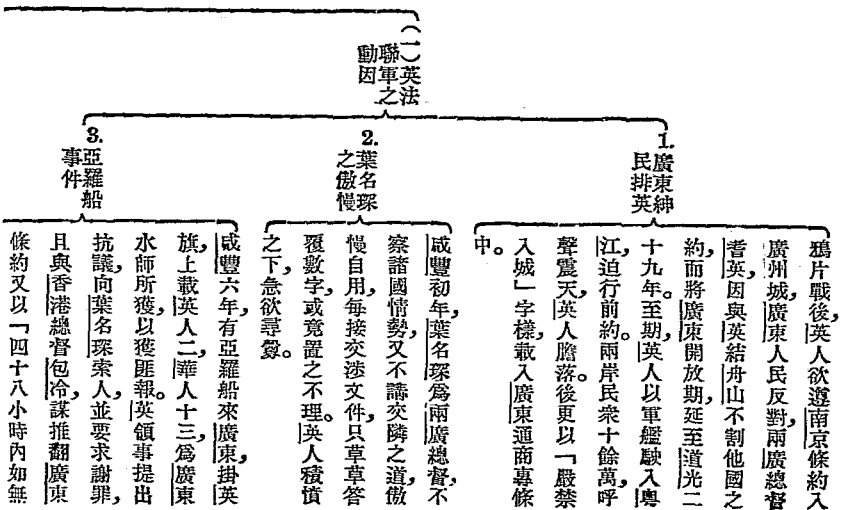 (一)英法
聯軍之
動因
1.廣東紳
民排英
鴉片戰後,英人欲遵南京條約入
廣州城,廣東人民反對,兩廣總督
耆英,因與英結舟山不割他國之
約,而將廣東開放期,延至道光二
十九年。至期,英人以軍艦駛入粵
江,迫行前約。兩岸民衆十餘萬,呼
聲震天,英人膽落。後更以「嚴禁
入城」字樣,載入廣東通商專條
中。
2.葉名琛
之傲慢
咸豐初年,葉名琛爲兩廣總督,不
察諸國情勢,又不講交隣之道,傲
慢自用,每接交涉文件,只草草答
覆數字,或竟置之不理。英人積憤
之下,急欲尋釁。
3.亞羅船
事件
咸豐六年,有亞羅船來廣東,掛英
旗,上載英人二,華人十三,爲廣東
水師所獲,以獲匪報。英領事提出
抗議,向葉名琛索人,並要求謝罪,
且與香港總督包冷,謀推翻廣東
條約又以「四十八小時內如無